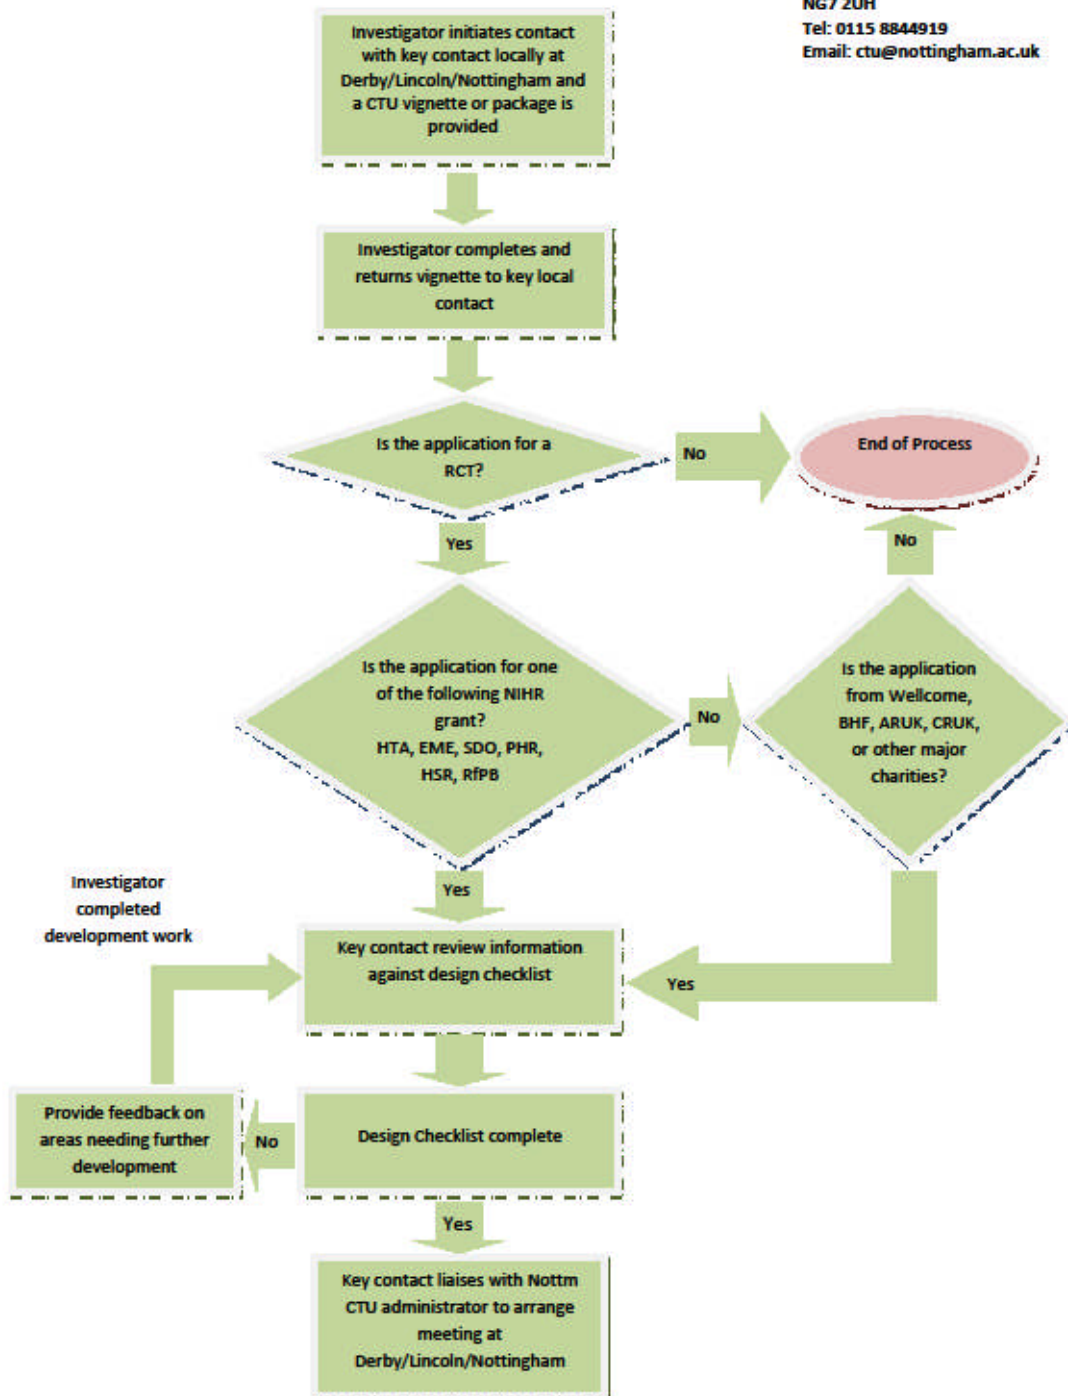 NG7 2UH
Tel: 0115 8844919
Email: ctu@nottingham.ac.uk
Investigator initiates contact
with key contact locally at
Derby/Lincoln/Nottingham and
a CTU vignette or package is
provided
Investigator completes and
returns vignette to key local
contact
Is the application for a
RCT?
No
End of Process
Yes
No
Is the application for one
of the following NIHR
grant?
HTA, EME, SDO, PHR,
HSR, RfPB
No
Is the application
from Wellcome,
BHF, ARUK, CRUK,
or other major
charities?
Yes
Investigator
completed
development work
Key contact review information
against design checklist
Yes
Provide feedback on
areas needing further
development
No
Design Checklist complete
Yes
Key contact liaises with Nottm
CTU administrator to arrange
meeting at
Derby/Lincoln/Nottingham